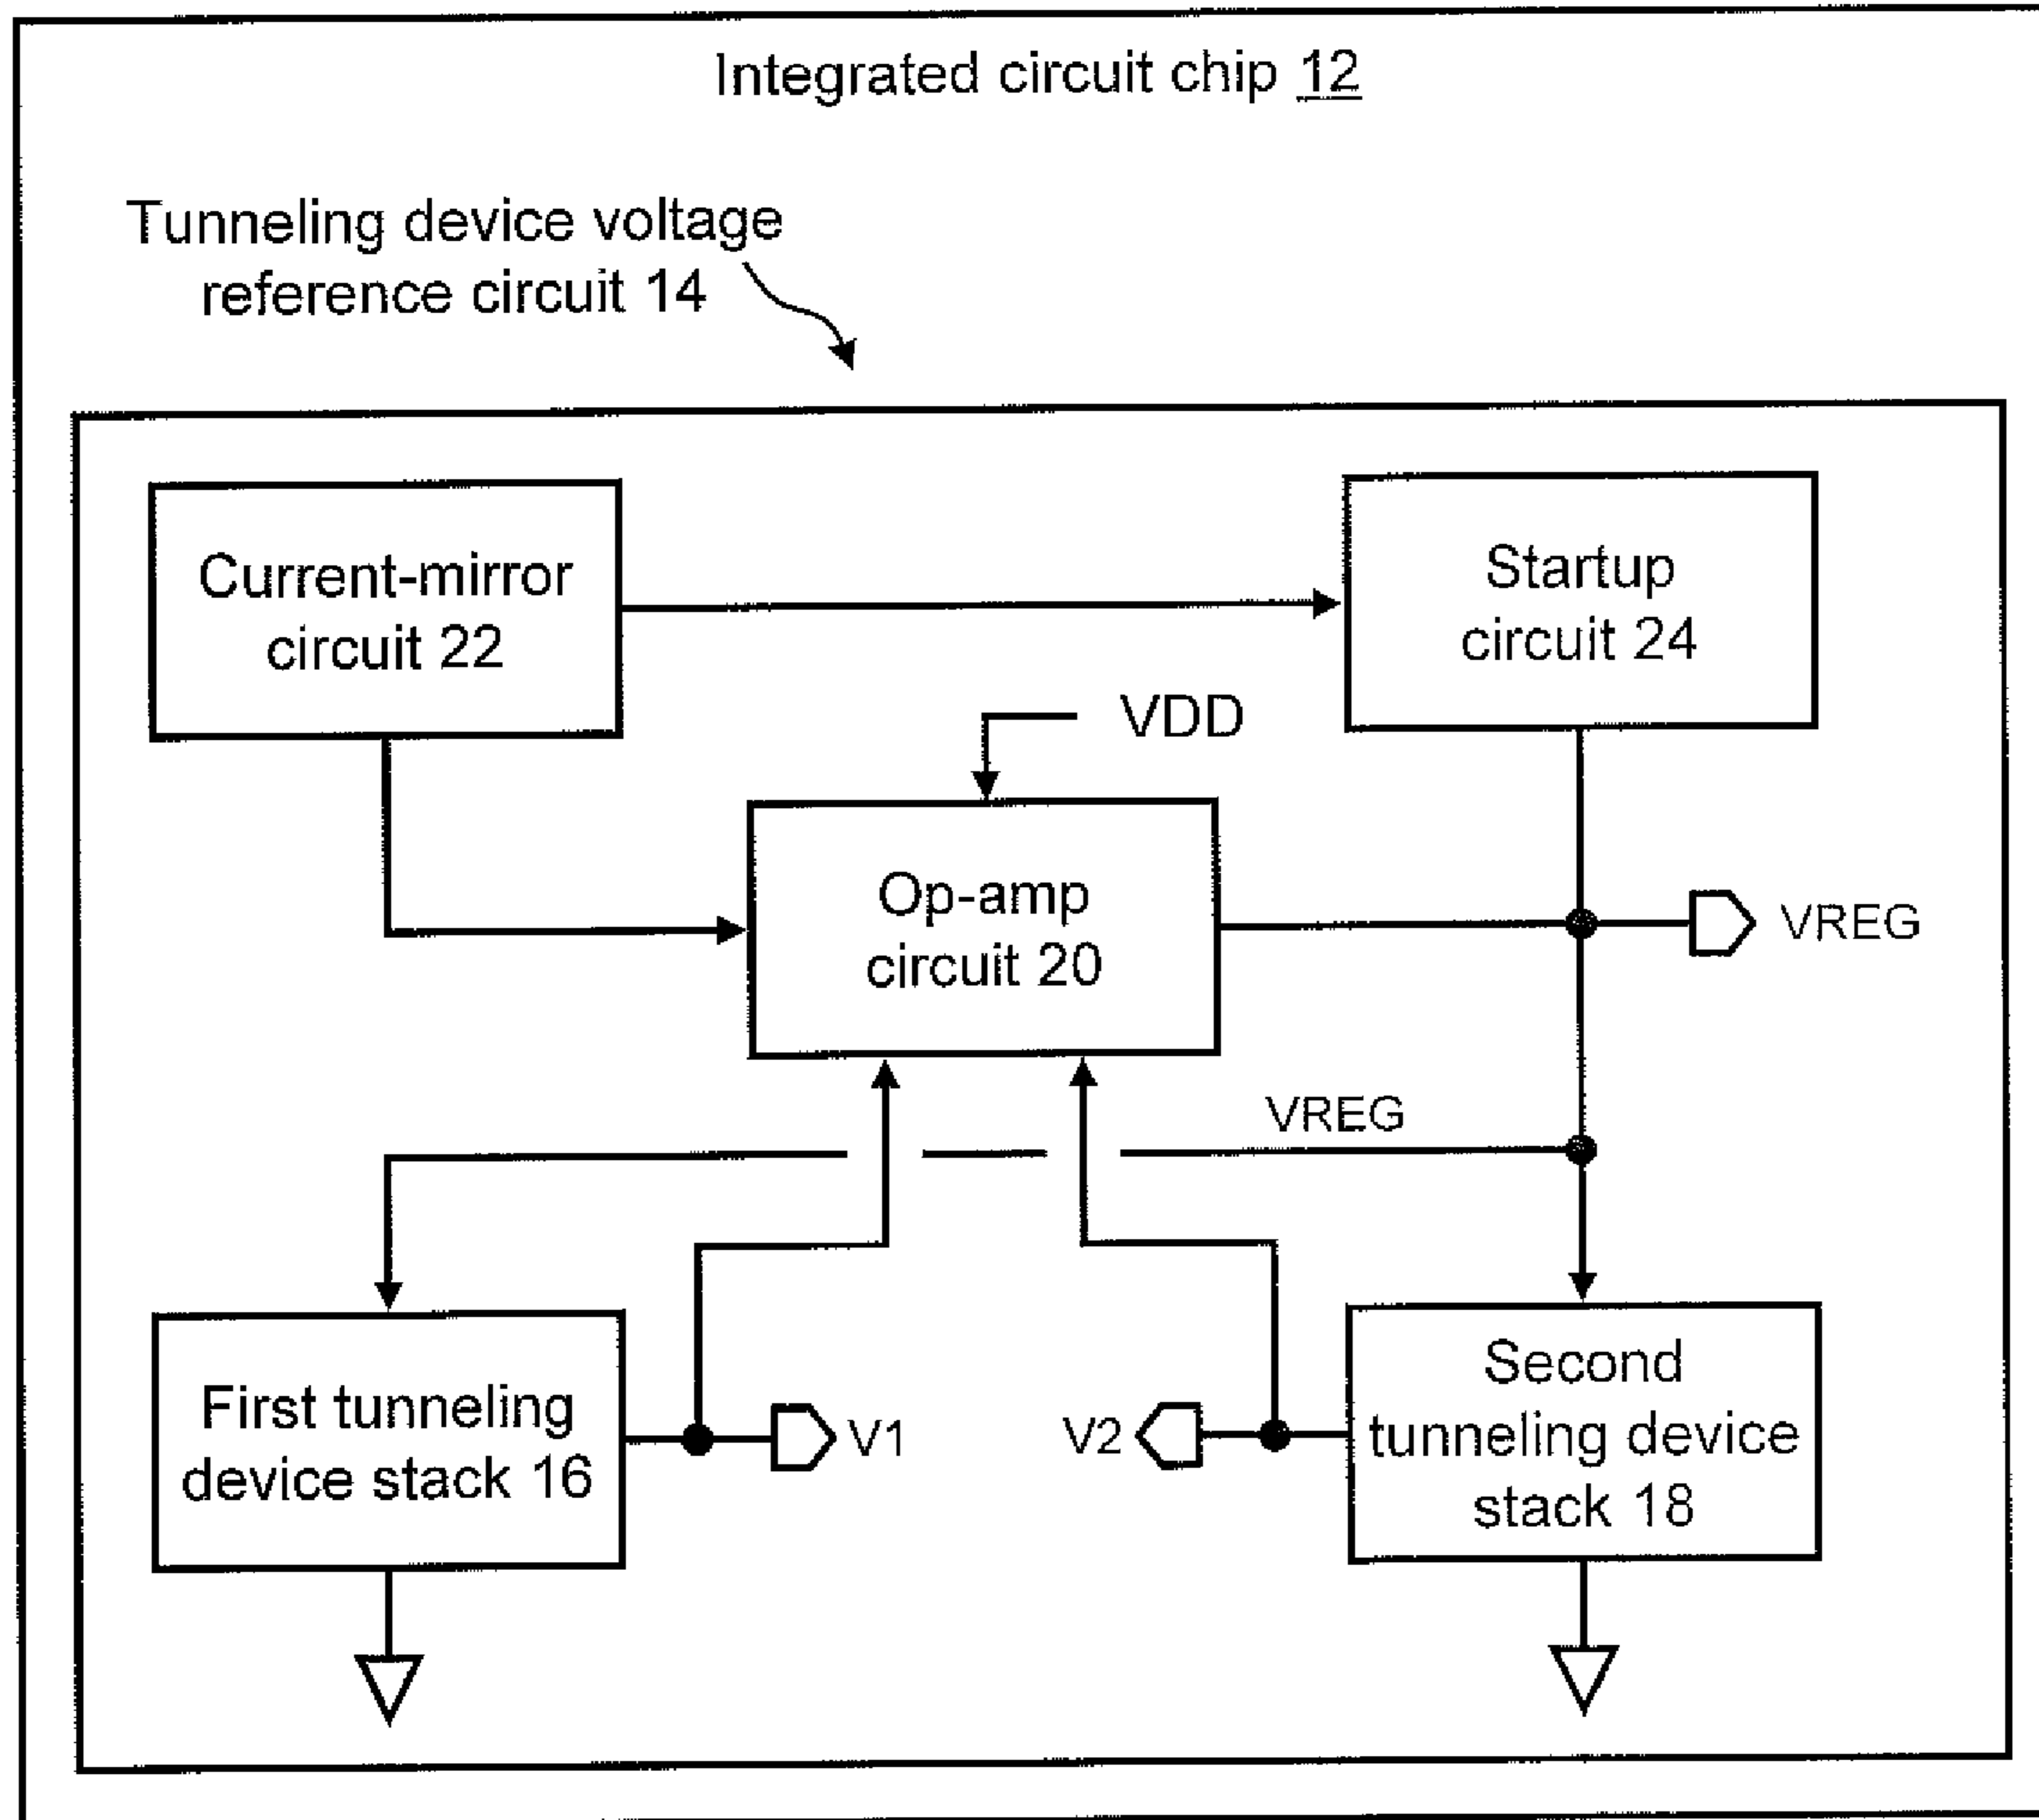 Integrated circuit chip 12
Tunneling device voltage
reference circuit 14
Current-mirror
circuit 22
Startup
circuit 24
VDD
Op-amp
circuit 20
VREG
VREG
First tunneling
device stack 16
V1
V2
Second
tunneling device
stack 18